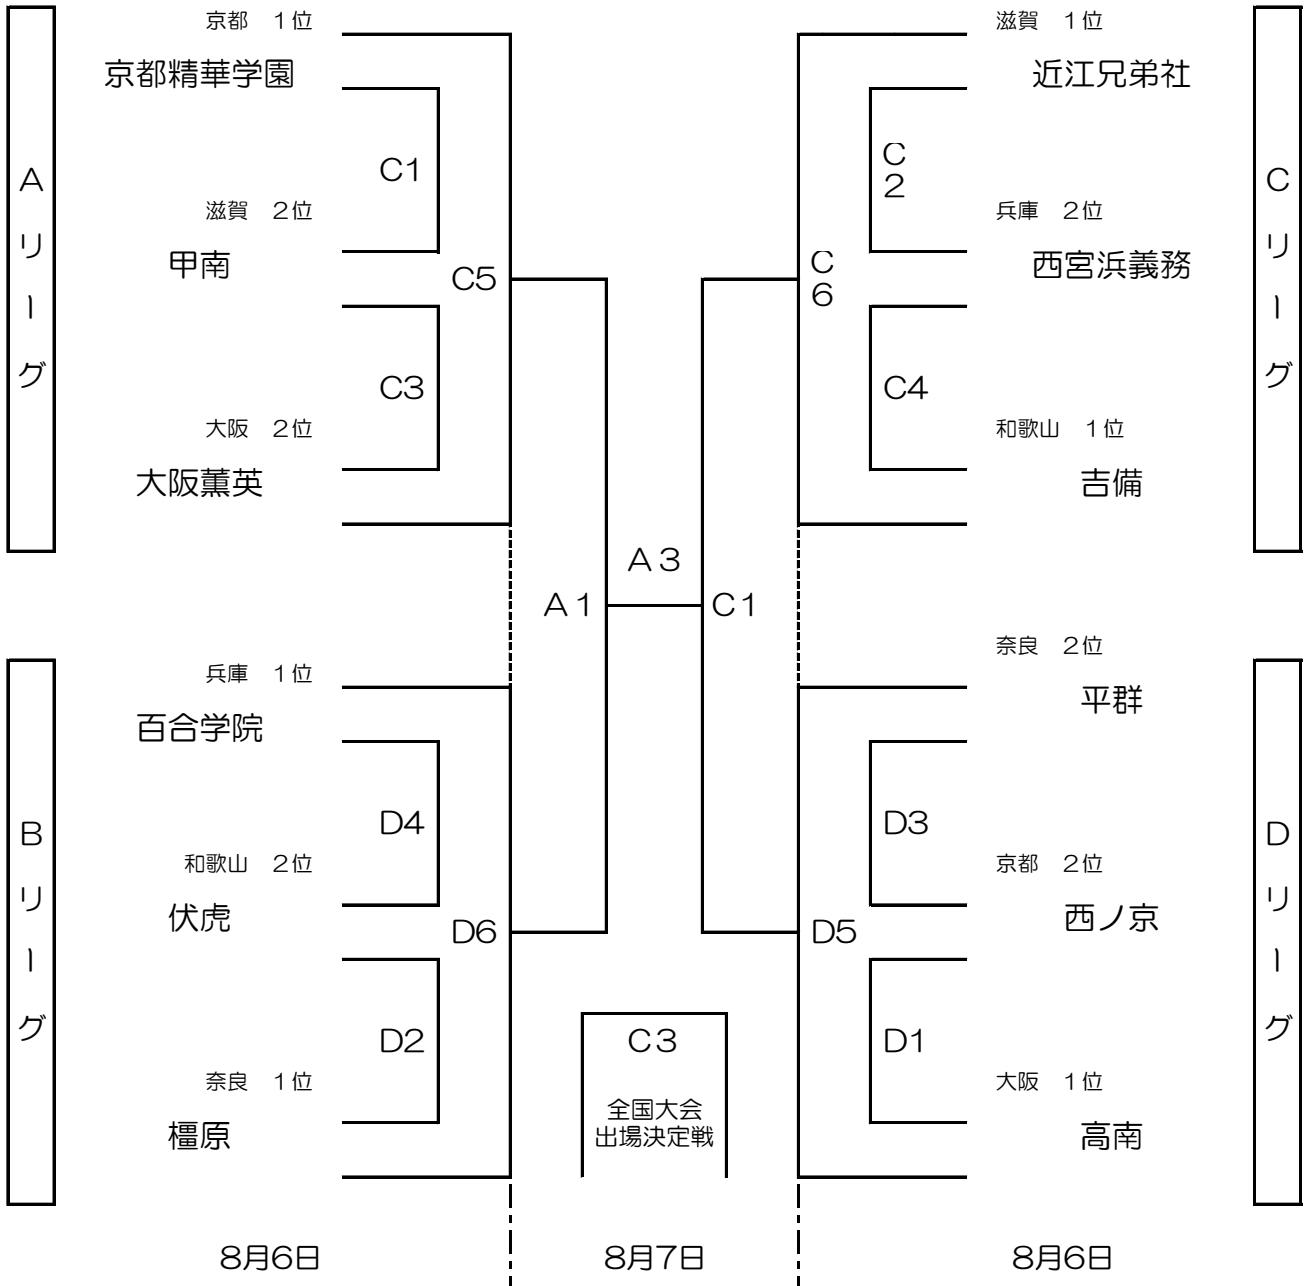 Aリーグ
京都　１位
京都精華学園
C1
滋賀　２位
甲南
C5
C3
大阪　２位
大阪薫英
Bリーグ
兵庫　１位
百合学院
D4
和歌山　２位
伏虎
D6
D2
奈良　１位
橿原
A１
A３
C１
C３
全国大会
出場決定戦
Cリーグ
滋賀　１位
近江兄弟社
C
2
兵庫　２位
西宮浜義務
C
6
C4
和歌山　１位
吉備
Dリーグ
奈良　２位
平群
D3
京都　２位
西ノ京
D5
D1
大阪　１位
高南
8月6日
8月7日
8月6日